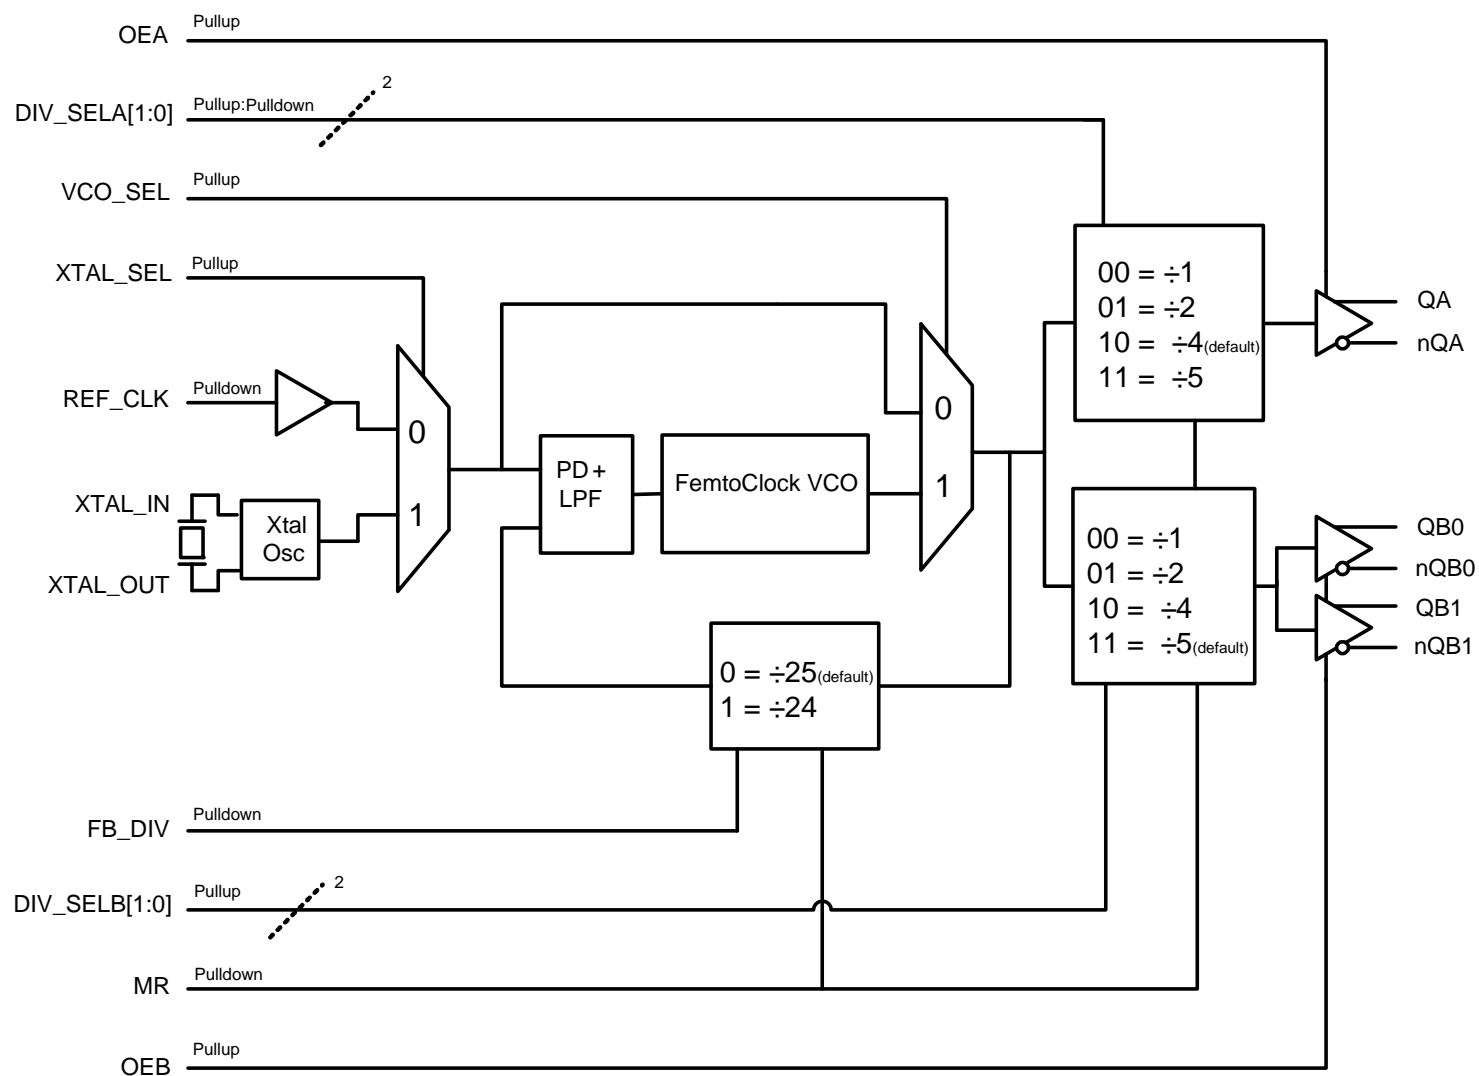 OEA
Pullup
DIV_SELA[1:0]
Pullup:Pulldown
2
VCO_SEL
Pullup
XTAL_SEL
Pullup
REF_CLK
Pulldown
XTAL_IN
XTAL_OUT
Xtal
Osc
0
1
PD+
LPF
FemtoClock VCO
0
1
00 = ÷1
01 = ÷2
10 = ÷4(default)
11 = ÷5
QA
nQA
00 = ÷1
01 = ÷2
10 = ÷4
11 = ÷5(default)
QB0
nQB0
QB1
nQB1
0 = ÷25(default)
1 = ÷24
FB_DIV
Pulldown
DIV_SELB[1:0]
Pullup
2
MR
Pulldown
OEB
Pullup